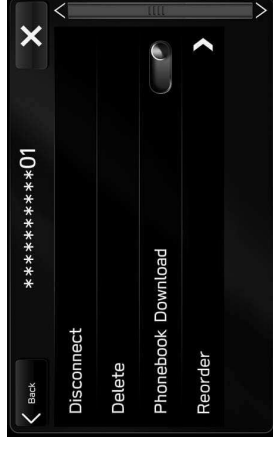 Back
***********01
Disconnect
Delete
Phonebook Download
Reorder